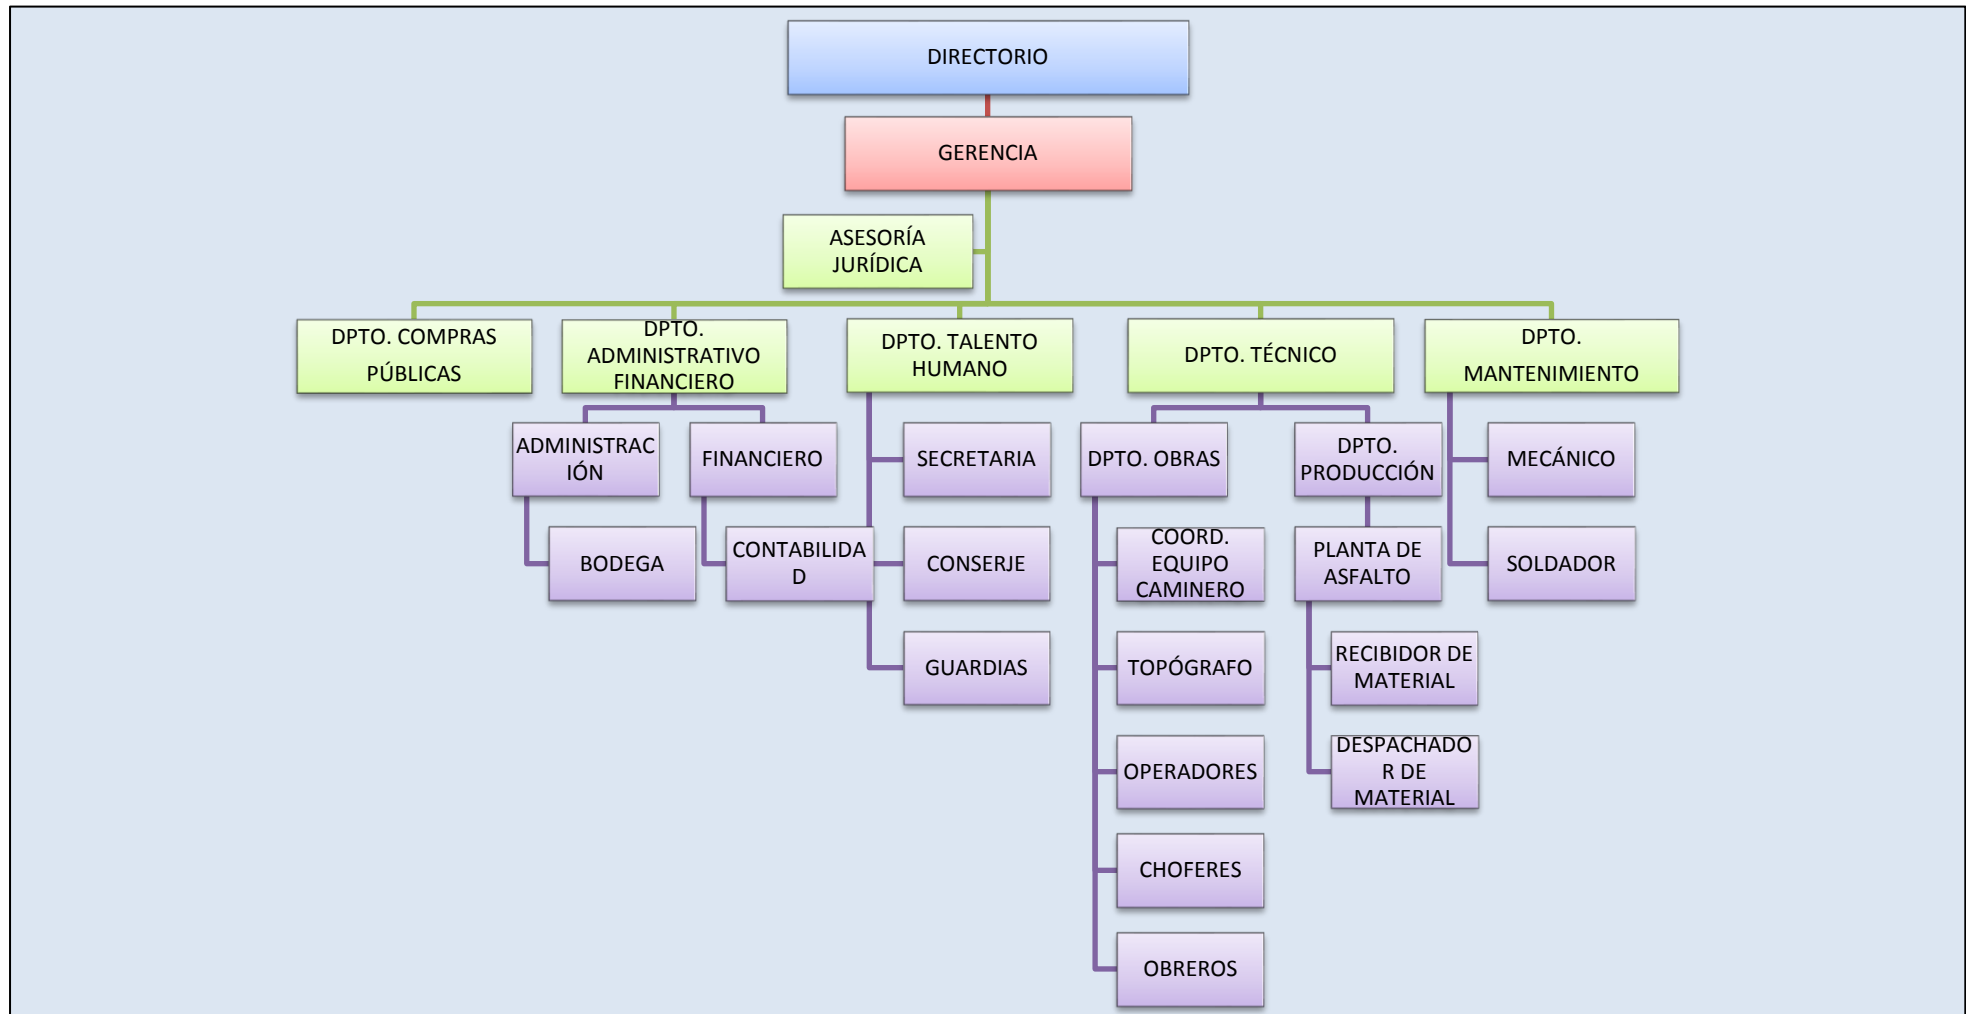 DIRECTORIO
GERENCIA
ASESORÍA
JURÍDICA
DPTO. COMPRAS
PÚBLICAS
DPTO.
ADMINISTRATIVO
FINANCIERO
DPTO. TALENTO
HUMANO
DPTO. TÉCNICO
DPTO.
MANTENIMIENTO
ADMINISTRAC
IÓN
FINANCIERO
SECRETARIA
DPTO. OBRAS
DPTO.
PRODUCCIÓN
MECÁNICO
BODEGA
CONTABILIDA
D
CONSERJE
COORD.
EQUIPO
CAMINERO
PLANTA DE
ASFALTO
SOLDADOR
GUARDIAS
TOPÓGRAFO
RECIBIDOR DE
MATERIAL
OPERADORES
DESPACHADO
R DE
MATERIAL
CHOFERES
OBREROS